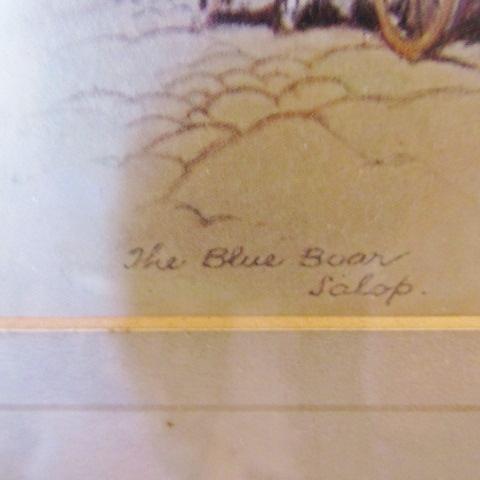 The Blue Boar
Salop.